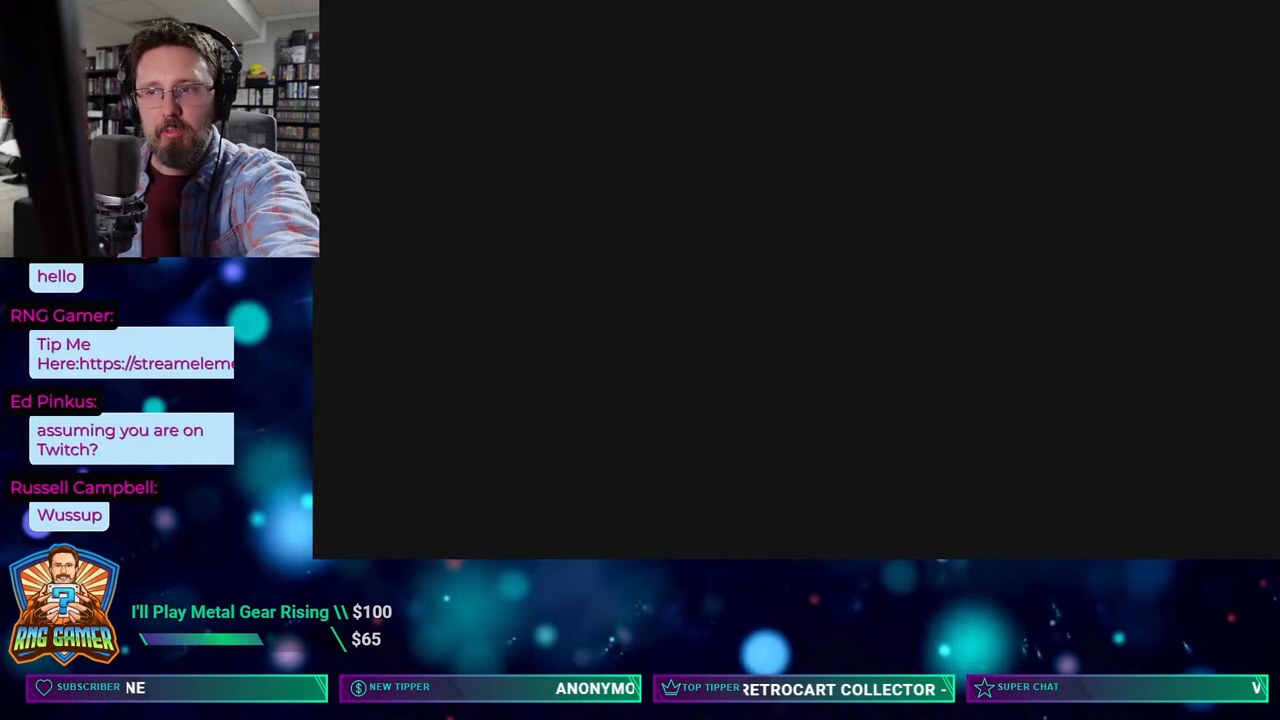 hello
RNG Gamer:
Tip Me
Here:https://streameleme
Ed Pinkus:
assuming you are on
Twitch?
Russell Campbell:
Wussup
?
RNG GAMER
I'll Play Metal Gear Rising \\ $100
$65
SUBSCRIBER NE
NEW TIPPER ANONYMO
TOP TIPPER RETROCART COLLECTOR -
SUPER CHAT